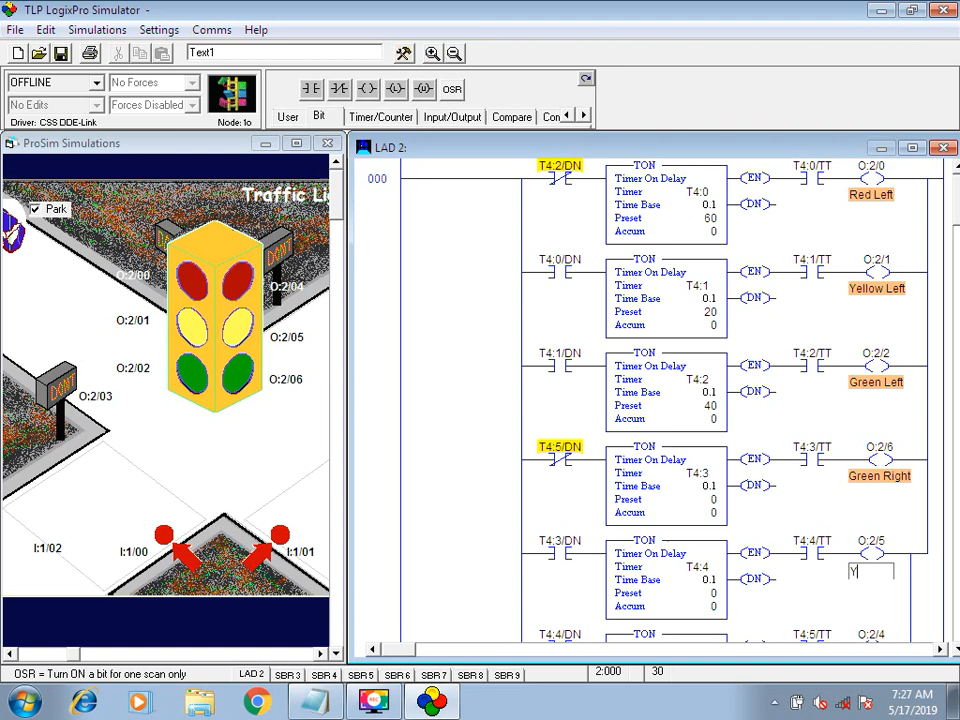 TLP LogixPro Simulator -
File Edit Simulations Settings Comms Help
Text1
OFFLINE No Forces
No Edits Forces Disabled
Driver: CSS DDE-Link Node: 1o
OSR
User Bit Timer/Counter Input/Output Compare Con
ProSim Simulations
Park
Traffic Li
DONT
O:2/00
O:2/04
O:2/01
O:2/05
O:2/02
O:2/06
DONT
O:2/03
I:1/02 I:1/00 I:1/01
LAD 2:
000
T4:2/DN TON T4:0/TT O:2/0
Timer On Delay EN
Timer T4:0 Red Left
Time Base 0.1 DN
Preset 60
Accum 0
T4:0/DN TON T4:1/TT O:2/1
Timer On Delay EN
Timer T4:1 Yellow Left
Time Base 0.1 DN
Preset 20
Accum 0
T4:1/DN TON T4:2/TT O:2/2
Timer On Delay EN
Timer T4:2 Green Left
Time Base 0.1 DN
Preset 40
Accum 0
T4:5/DN TON T4:3/TT O:2/6
Timer On Delay EN
Timer T4:3 Green Right
Time Base 0.1 DN
Preset 0
Accum 0
T4:3/DN TON T4:4/TT O:2/5
Timer On Delay EN
Timer T4:4 Y
Time Base 0.1 DN
Preset 0
Accum 0
T4:4/DN TON T4:5/TT O:2/4
OSR = Turn ON a bit for one scan only LAD 2 SBR 3 SBR 4 SBR 5 SBR 6 SBR 7 SBR 8 SBR 9 2:000 30
REC
7:27 AM
5/17/2019